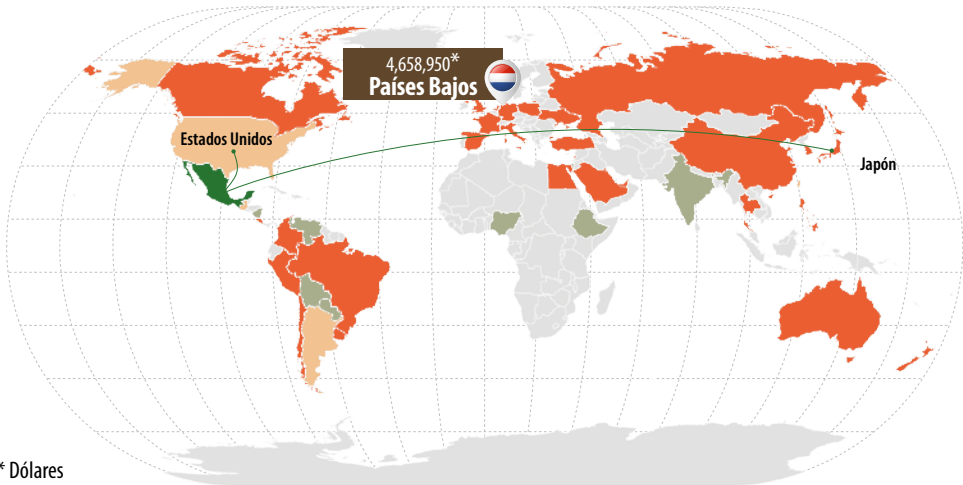 4,658,950*
Países Bajos
Estados Unidos
Japón
* Dólares